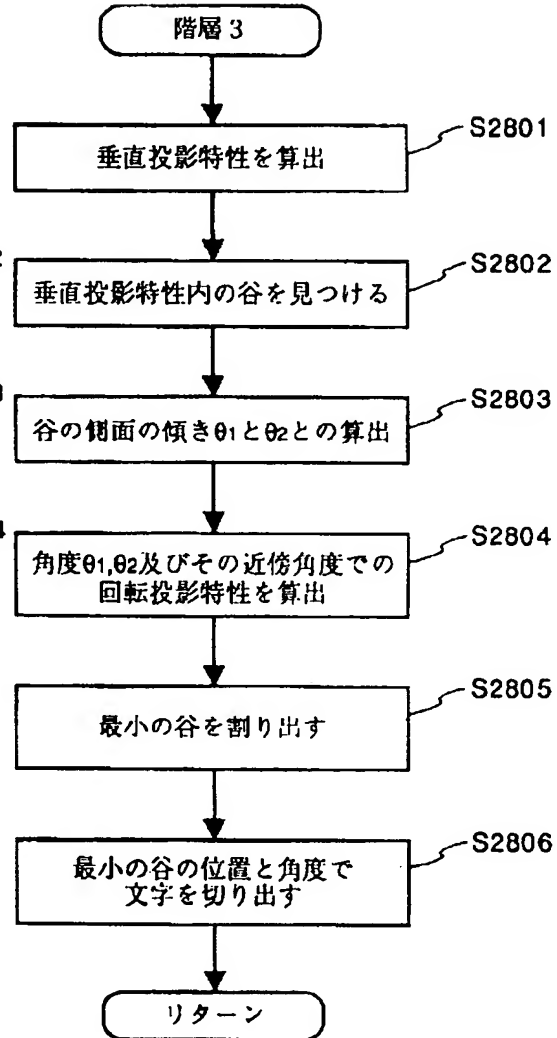 階層3
S2801
垂直投影特性を算出
S2802
垂直投影特性内の谷を見つける
S2803
谷の側面の傾きθ1とθ2との算出
S2804
角度θ1,θ2及びその近傍角度での
回転投影特性を算出
S2805
最小の谷を割り出す
S2806
最小の谷の位置と角度で
文字を切り出す
リターン